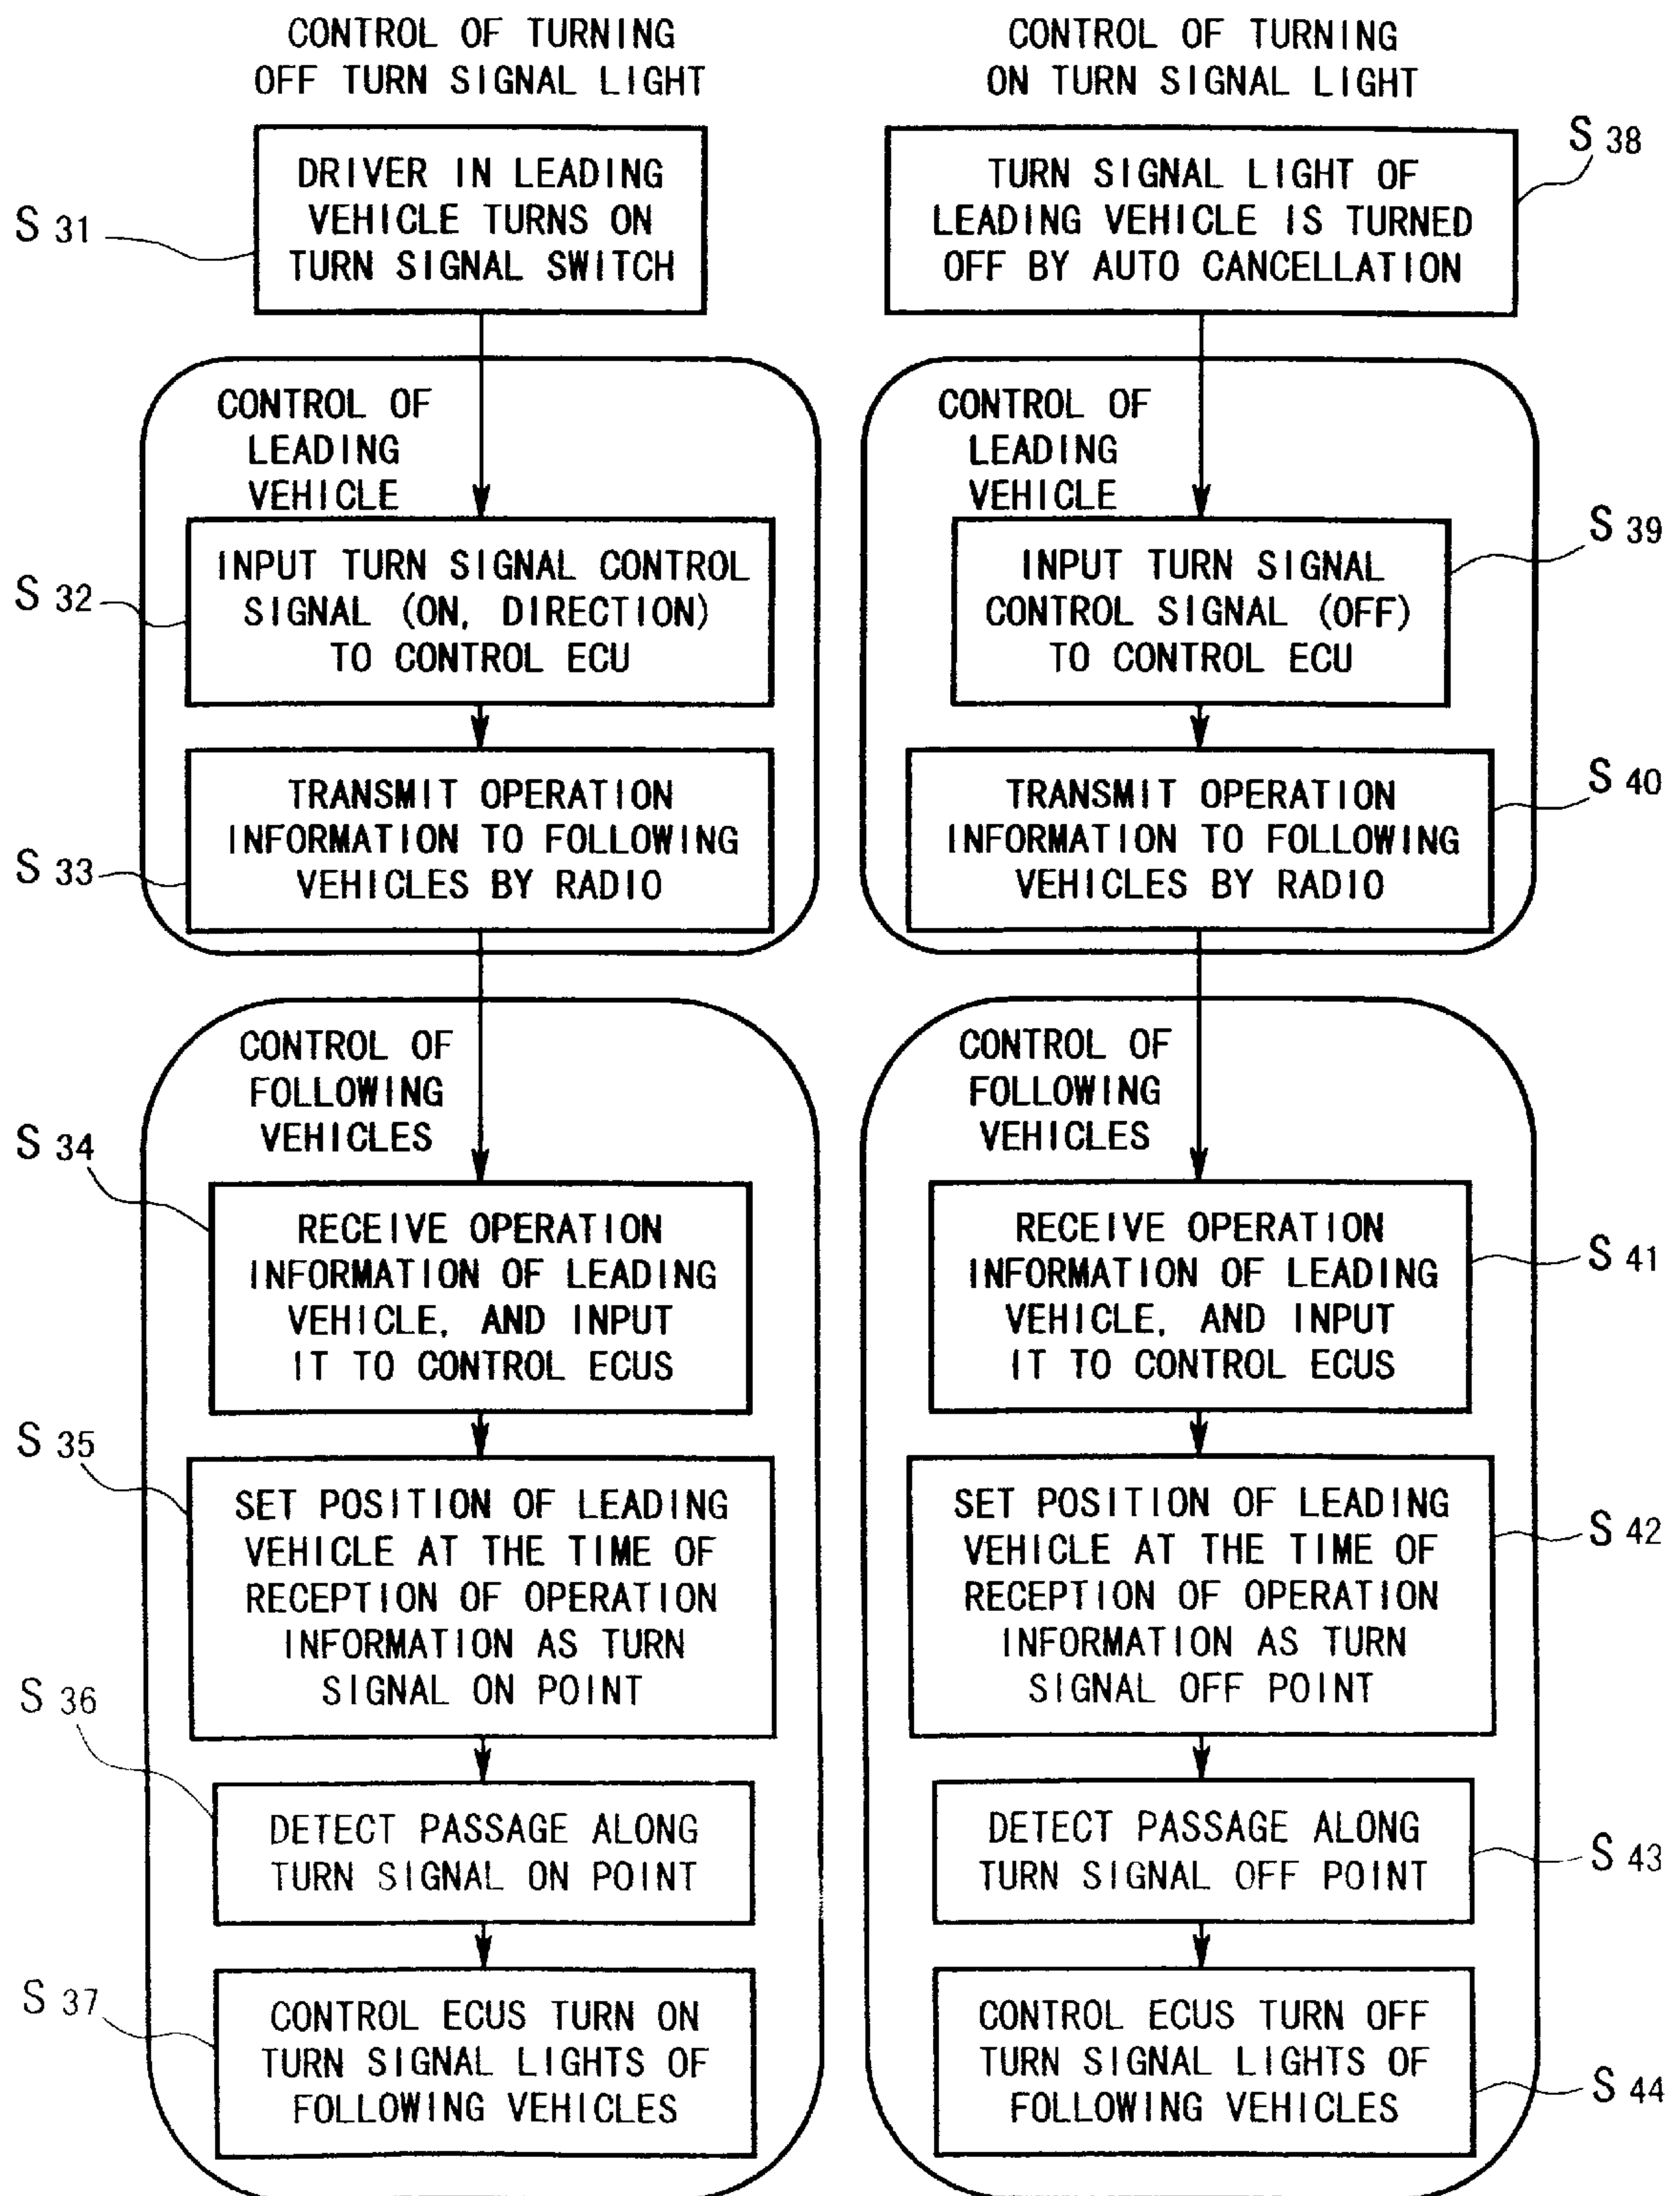 CONTROL OF TURNING
OFF TURN SIGNAL LIGHT
S 31
DRIVER IN LEADING
VEHICLE TURNS ON
TURN SIGNAL SWITCH
CONTROL OF
LEADING
VEHICLE
S 32
INPUT TURN SIGNAL CONTROL
SIGNAL (ON, DIRECTION)
TO CONTROL ECU
S 33
TRANSMIT OPERATION
INFORMATION TO FOLLOWING
VEHICLES BY RADIO
CONTROL OF
FOLLOWING
VEHICLES
S 34
RECEIVE OPERATION
INFORMATION OF LEADING
VEHICLE, AND INPUT
IT TO CONTROL ECUS
S 35
SET POSITION OF LEADING
VEHICLE AT THE TIME OF
RECEPTION OF OPERATION
INFORMATION AS TURN
SIGNAL ON POINT
S 36
DETECT PASSAGE ALONG
TURN SIGNAL ON POINT
S 37
CONTROL ECUS TURN ON
TURN SIGNAL LIGHTS OF
FOLLOWING VEHICLES
CONTROL OF TURNING
ON TURN SIGNAL LIGHT
S 38
TURN SIGNAL LIGHT OF
LEADING VEHICLE IS TURNED
OFF BY AUTO CANCELLATION
CONTROL OF
LEADING
VEHICLE
S 39
INPUT TURN SIGNAL
CONTROL SIGNAL (OFF)
TO CONTROL ECU
S 40
TRANSMIT OPERATION
INFORMATION TO FOLLOWING
VEHICLES BY RADIO
CONTROL OF
FOLLOWING
VEHICLES
S 41
RECEIVE OPERATION
INFORMATION OF LEADING
VEHICLE, AND INPUT
IT TO CONTROL ECUS
S 42
SET POSITION OF LEADING
VEHICLE AT THE TIME OF
RECEPTION OF OPERATION
INFORMATION AS TURN
SIGNAL OFF POINT
S 43
DETECT PASSAGE ALONG
TURN SIGNAL OFF POINT
S 44
CONTROL ECUS TURN OFF
TURN SIGNAL LIGHTS OF
FOLLOWING VEHICLES